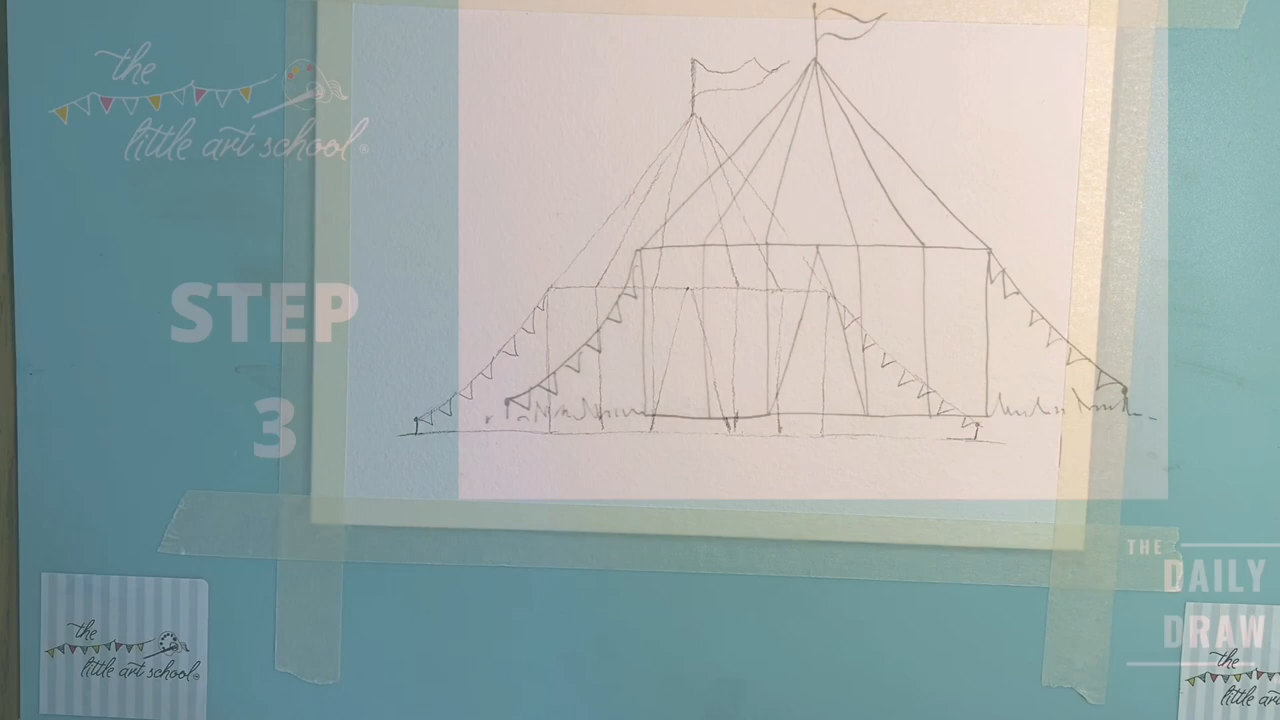 the
little art school®
STEP
3
THE
DAILY
DRAW
the
little art school®
the
little art